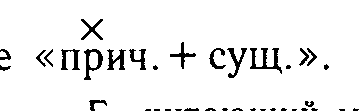 ×
е «прич. + сущ.».